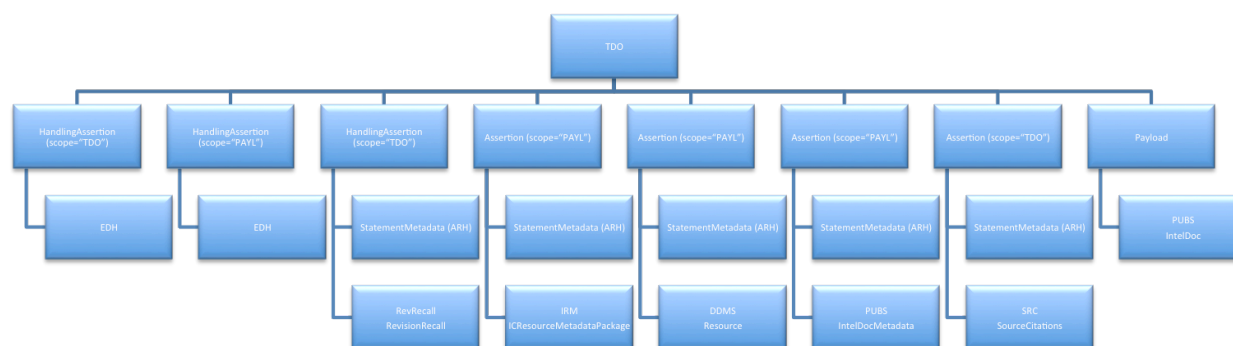 TDO
HandlingAssertion
(scope="TDO")
HandlingAssertion
(scope="PAYL")
HandlingAssertion
(scope="TDO")
Assertion (scope="PAYL")
Assertion (scope="PAYL")
Assertion (scope="PAYL")
Assertion (scope="TDO")
Payload
EDH
EDH
StatementMetadata (ARH)
StatementMetadata (ARH)
StatementMetadata (ARH)
StatementMetadata (ARH)
StatementMetadata (ARH)
PUBS
IntelDoc
RevRecall
RevisionRecall
IRM
ICResourceMetadataPackage
DDMS
Resource
PUBS
IntelDocMetadata
SRC
SourceCitations